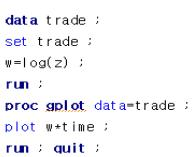 data trade ;
set trade ;
w=log(z) ;
run ;
proc gplot data=trade ;
plot w*time ;
run ; quit ;